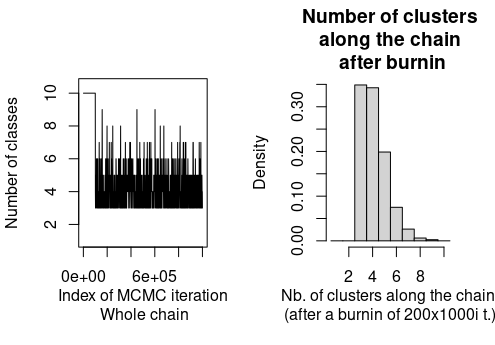 Number of classes
10
8
6
4
2
0e+00 6e+05
Index of MCMC iteration
Whole chain
Number of clusters
along the chain
after burnin
Density
0.30
0.20
0.10
0.00
2 4 6 8
Nb. of clusters along the chain
(after a burnin of 200x1000i t.)